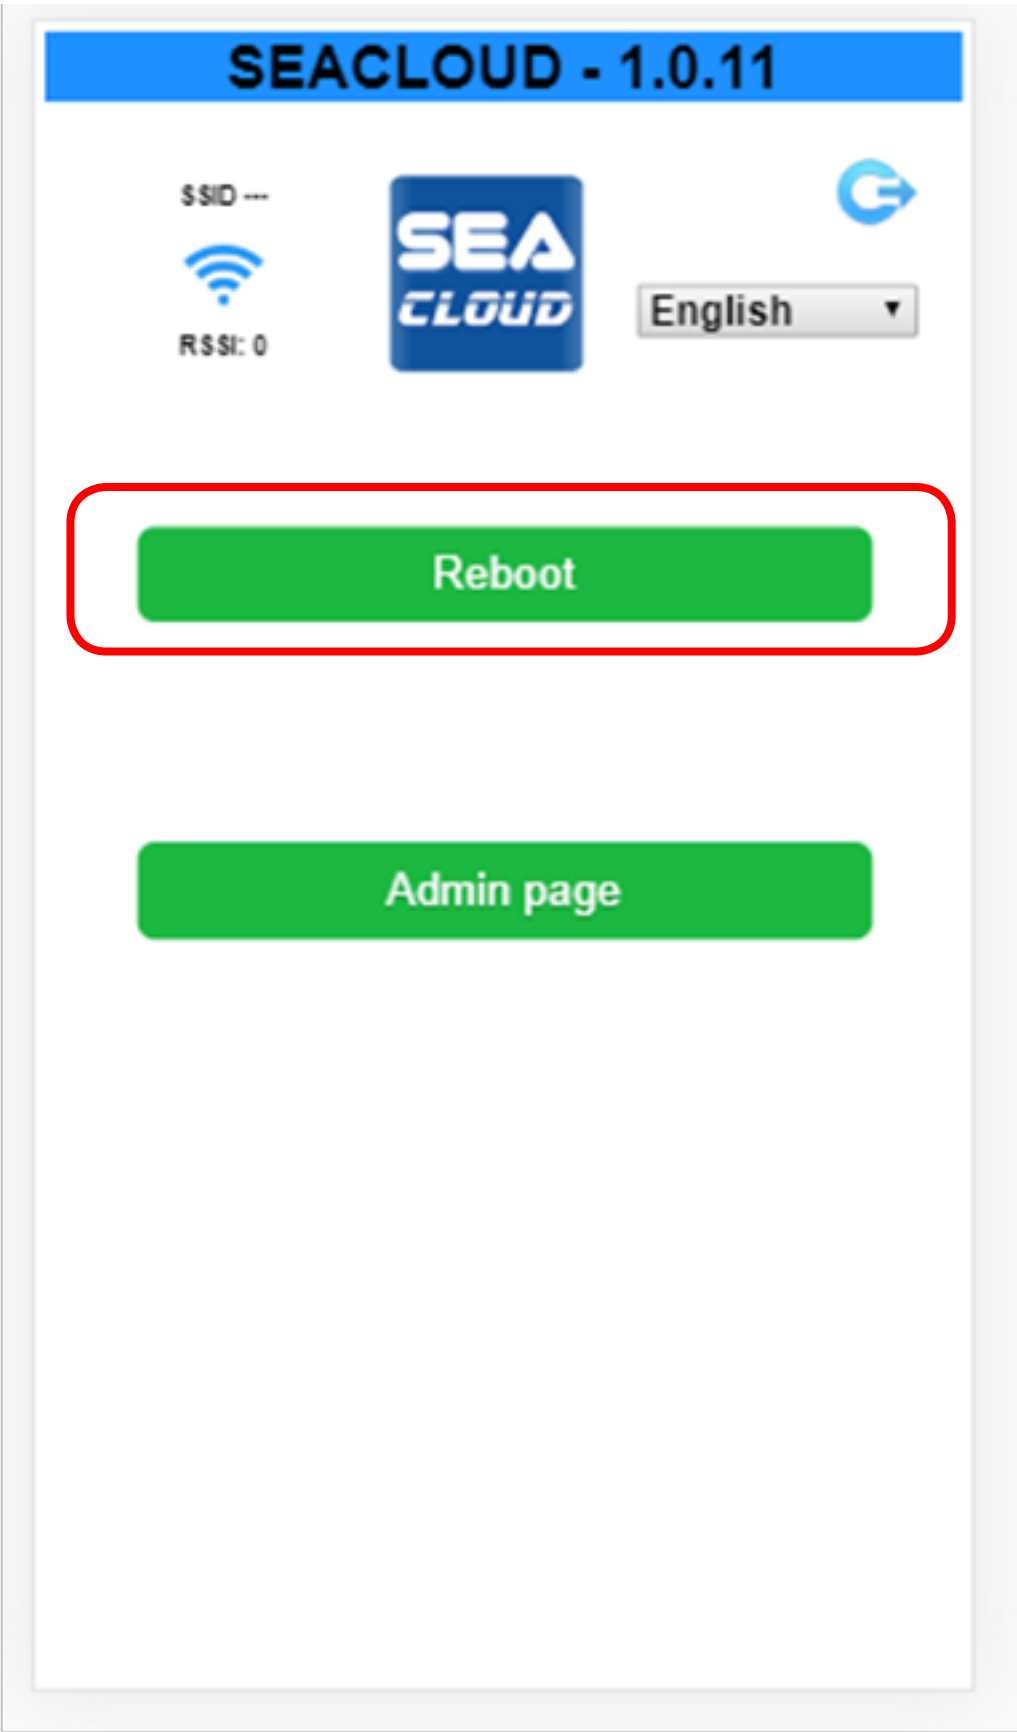 SEACLOUD - 1.0.11
SSID ---
SEA
CLOUD
English
RSSI: 0
Reboot
Admin page